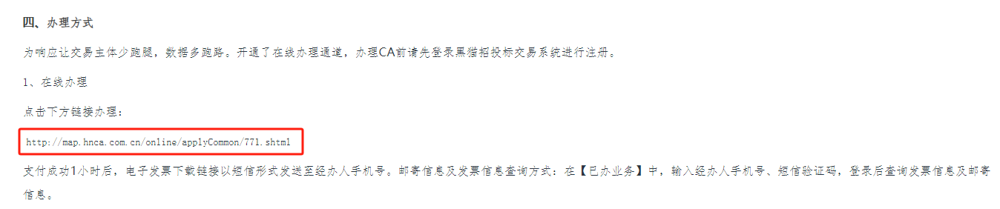 四、办理方式
为响应让交易主体少跑腿，数据多跑路。开通了在线办理通道，办理CA前请先登录黑猫招投标交易系统进行注册。
1、在线办理
点击下方链接办理：
http://map.hnca.com.cn/online/applyCommon/771.shtml
支付成功1小时后，电子发票下载链接以短信形式发送至经办人手机号。邮寄信息及发票信息查询方式：在【已办业务】中，输入经办人手机号、短信验证码，登录后查询发票信息及邮寄
信息。